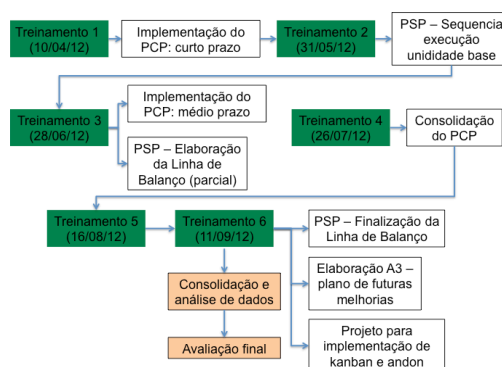 Treinamento 1
(10/04/12)
Implementação do
PCP: curto prazo
Treinamento 2
(31/05/12)
PSP – Sequencia
execução
unididade base
Treinamento 3
(28/06/12)
Implementação do
PCP: médio prazo
PSP – Elaboração
da Linha de
Balanço (parcial)
Treinamento 4
(26/07/12)
Consolidação
do PCP
Treinamento 5
(16/08/12)
Treinamento 6
(11/09/12)
PSP – Finalização da
Linha de Balanço
Elaboração A3 –
plano de futuras
melhorias
Projeto para
implementação de
kanban e andon
Consolidação e
análise de dados
Avaliação final